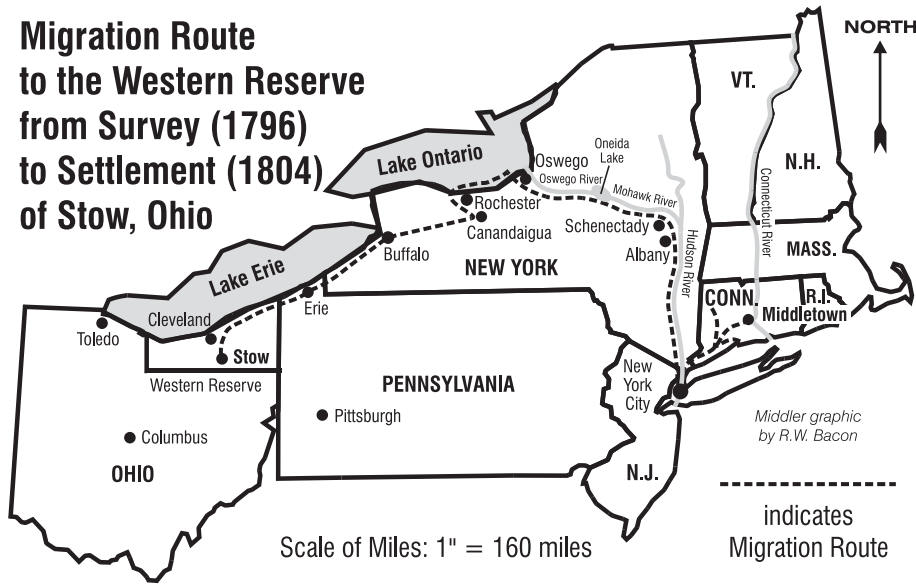 Migration Route
to the Western Reserve
from Survey (1796)
to Settlement (1804)
of Stow, Ohio
NORTH
VT.
N.H.
Lake Ontario
Oswego
Oneida
Lake
Oswego River
Mohawk River
Connecticut River
Rochester
Canandaigua
Schenectady
Albany
Hudson River
MASS.
Buffalo
NEW YORK
Lake Erie
Erie
CONN.
R.I.
Middletown
Toledo
Cleveland
Stow
Western Reserve
New
York
City
PENNSYLVANIA
Pittsburgh
Columbus
OHIO
N.J.
Middler graphic
by R.W. Bacon
Scale of Miles: 1" = 160 miles
indicates
Migration Route